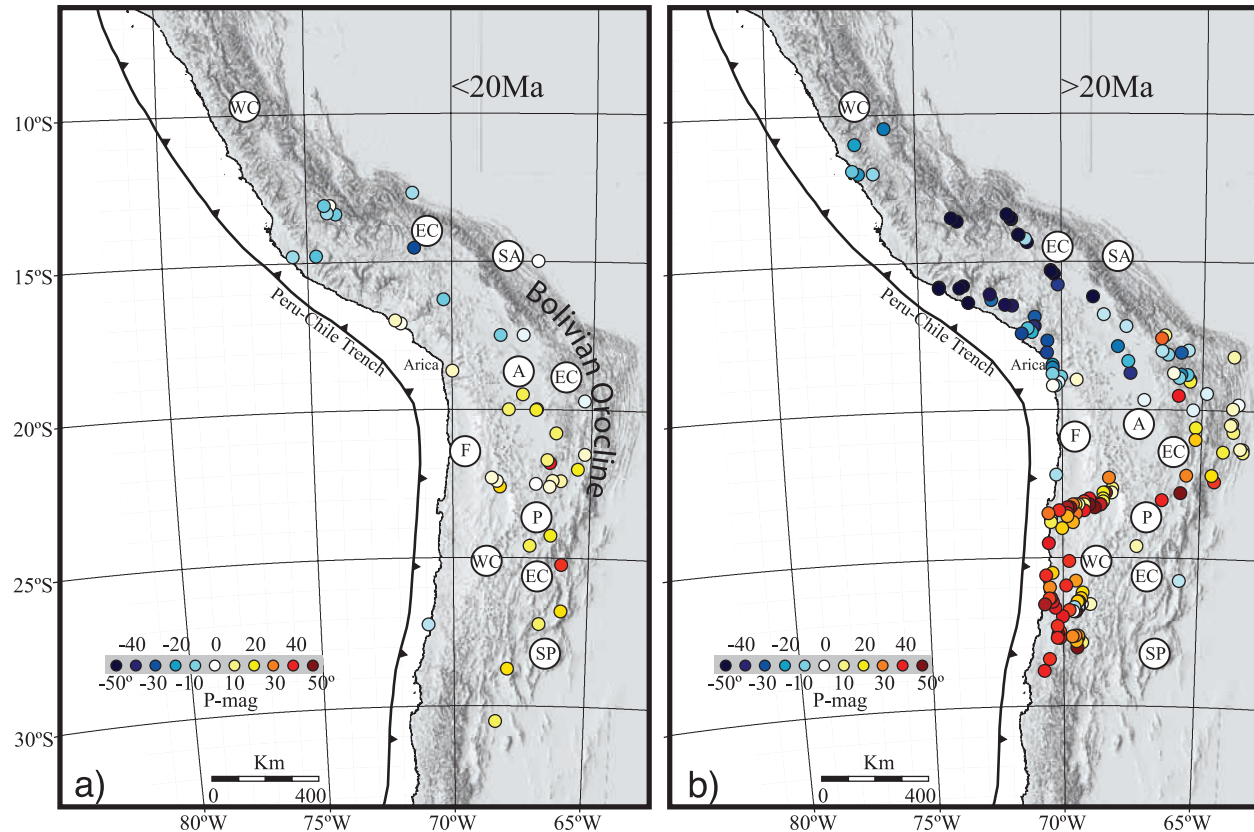 <20Ma
WC
10ºS
EC
SA
15ºS
Bolivian Orocline
Peru-Chile Trench
Arica
A
EC
20ºS
F
P
WC
EC
25ºS
SP
-40 -20 0 20 40
-50º -30 -10 10 30 50º
P-mag
30ºS
Km
0 400
a)
80ºW 75ºW 70ºW 65ºW
>20Ma
WC
EC
SA
Peru-Chile Trench
Arica
A
F
EC
P
WC
EC
SP
-40 -20 0 20 40
-50º -30 -10 10 30 50º
P-mag
Km
0 400
b)
80ºW 75ºW 70ºW 65ºW